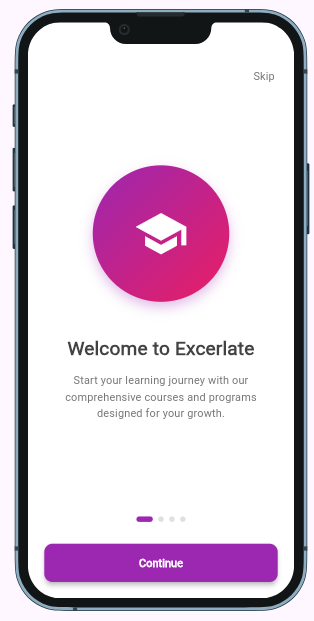 Skip
Welcome to Excerlate
Start your learning journey with our
comprehensive courses and programs
designed for your growth.
Continue